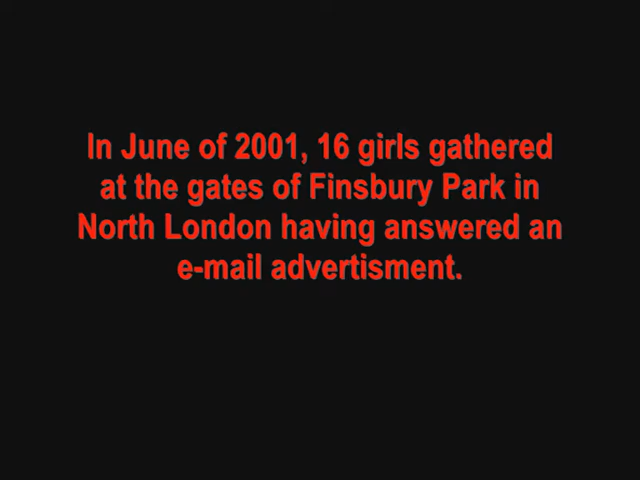 In June of 2001, 16 girls gathered
at the gates of Finsbury Park in
North London having answered an
e-mail advertisment.